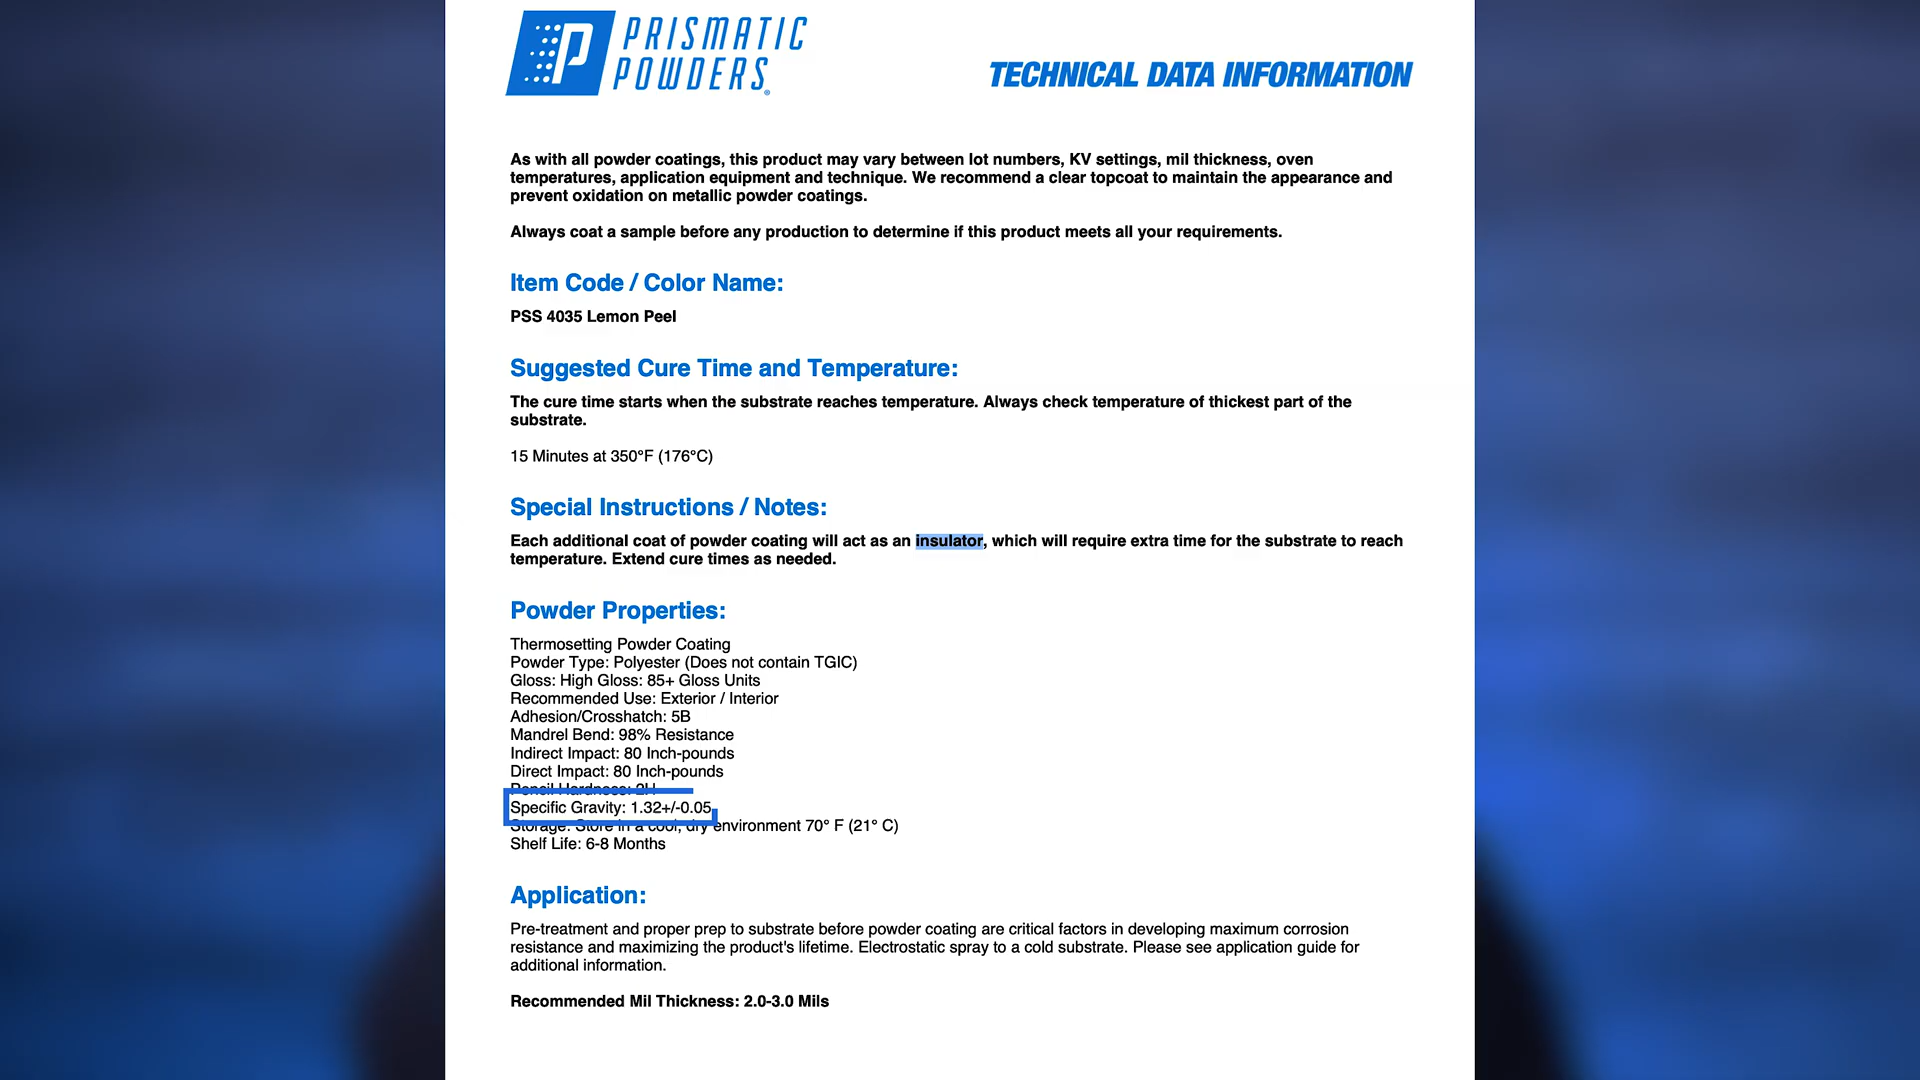 PRISMATIC
POWDERS®
TECHNICAL DATA INFORMATION
As with all powder coatings, this product may vary between lot numbers, KV settings, mil thickness, oven
temperatures, application equipment and technique. We recommend a clear topcoat to maintain the appearance and
prevent oxidation on metallic powder coatings.
Always coat a sample before any production to determine if this product meets all your requirements.
Item Code / Color Name:
PSS 4035 Lemon Peel
Suggested Cure Time and Temperature:
The cure time starts when the substrate reaches temperature. Always check temperature of thickest part of the
substrate.
15 Minutes at 350°F (176°C)
Special Instructions / Notes:
Each additional coat of powder coating will act as an insulator, which will require extra time for the substrate to reach
temperature. Extend cure times as needed.
Powder Properties:
Thermosetting Powder Coating
Powder Type: Polyester (Does not contain TGIC)
Gloss: High Gloss: 85+ Gloss Units
Recommended Use: Exterior / Interior
Adhesion/Crosshatch: 5B
Mandrel Bend: 98% Resistance
Indirect Impact: 80 Inch-pounds
Direct Impact: 80 Inch-pounds
Pencil Hardness: 2H
Specific Gravity: 1.32+/-0.05
Storage: Store in a cool, dry environment 70° F (21° C)
Shelf Life: 6-8 Months
Application:
Pre-treatment and proper prep to substrate before powder coating are critical factors in developing maximum corrosion
resistance and maximizing the product's lifetime. Electrostatic spray to a cold substrate. Please see application guide for
additional information.
Recommended Mil Thickness: 2.0-3.0 Mils